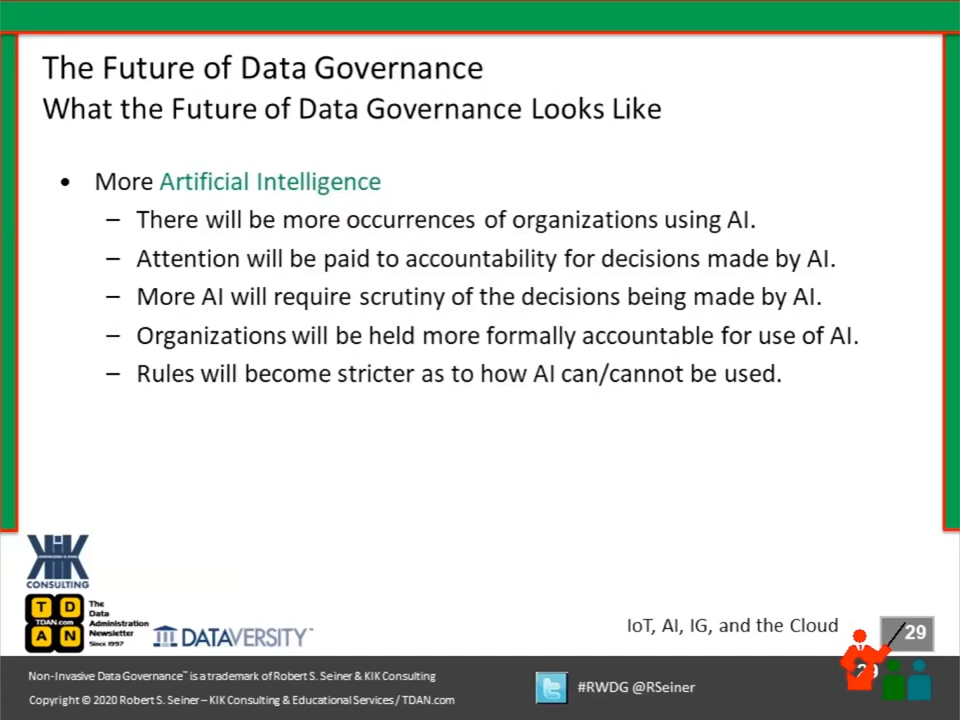 The Future of Data Governance
What the Future of Data Governance Looks Like
• More Artificial Intelligence
– There will be more occurrences of organizations using AI.
– Attention will be paid to accountability for decisions made by AI.
– More AI will require scrutiny of the decisions being made by AI.
– Organizations will be held more formally accountable for use of AI.
– Rules will become stricter as to how AI can/cannot be used.
KIK
CONSULTING
T D
TDAN.com
A N
The
Data
Administration
Newsletter
Since 1997
DATAVERSITY™
IoT, AI, IG, and the Cloud
29
29
Non-Invasive Data Governance™ is a trademark of Robert S. Seiner & KIK Consulting
Copyright © 2020 Robert S. Seiner – KIK Consulting & Educational Services / TDAN.com
#RWDG @RSeiner